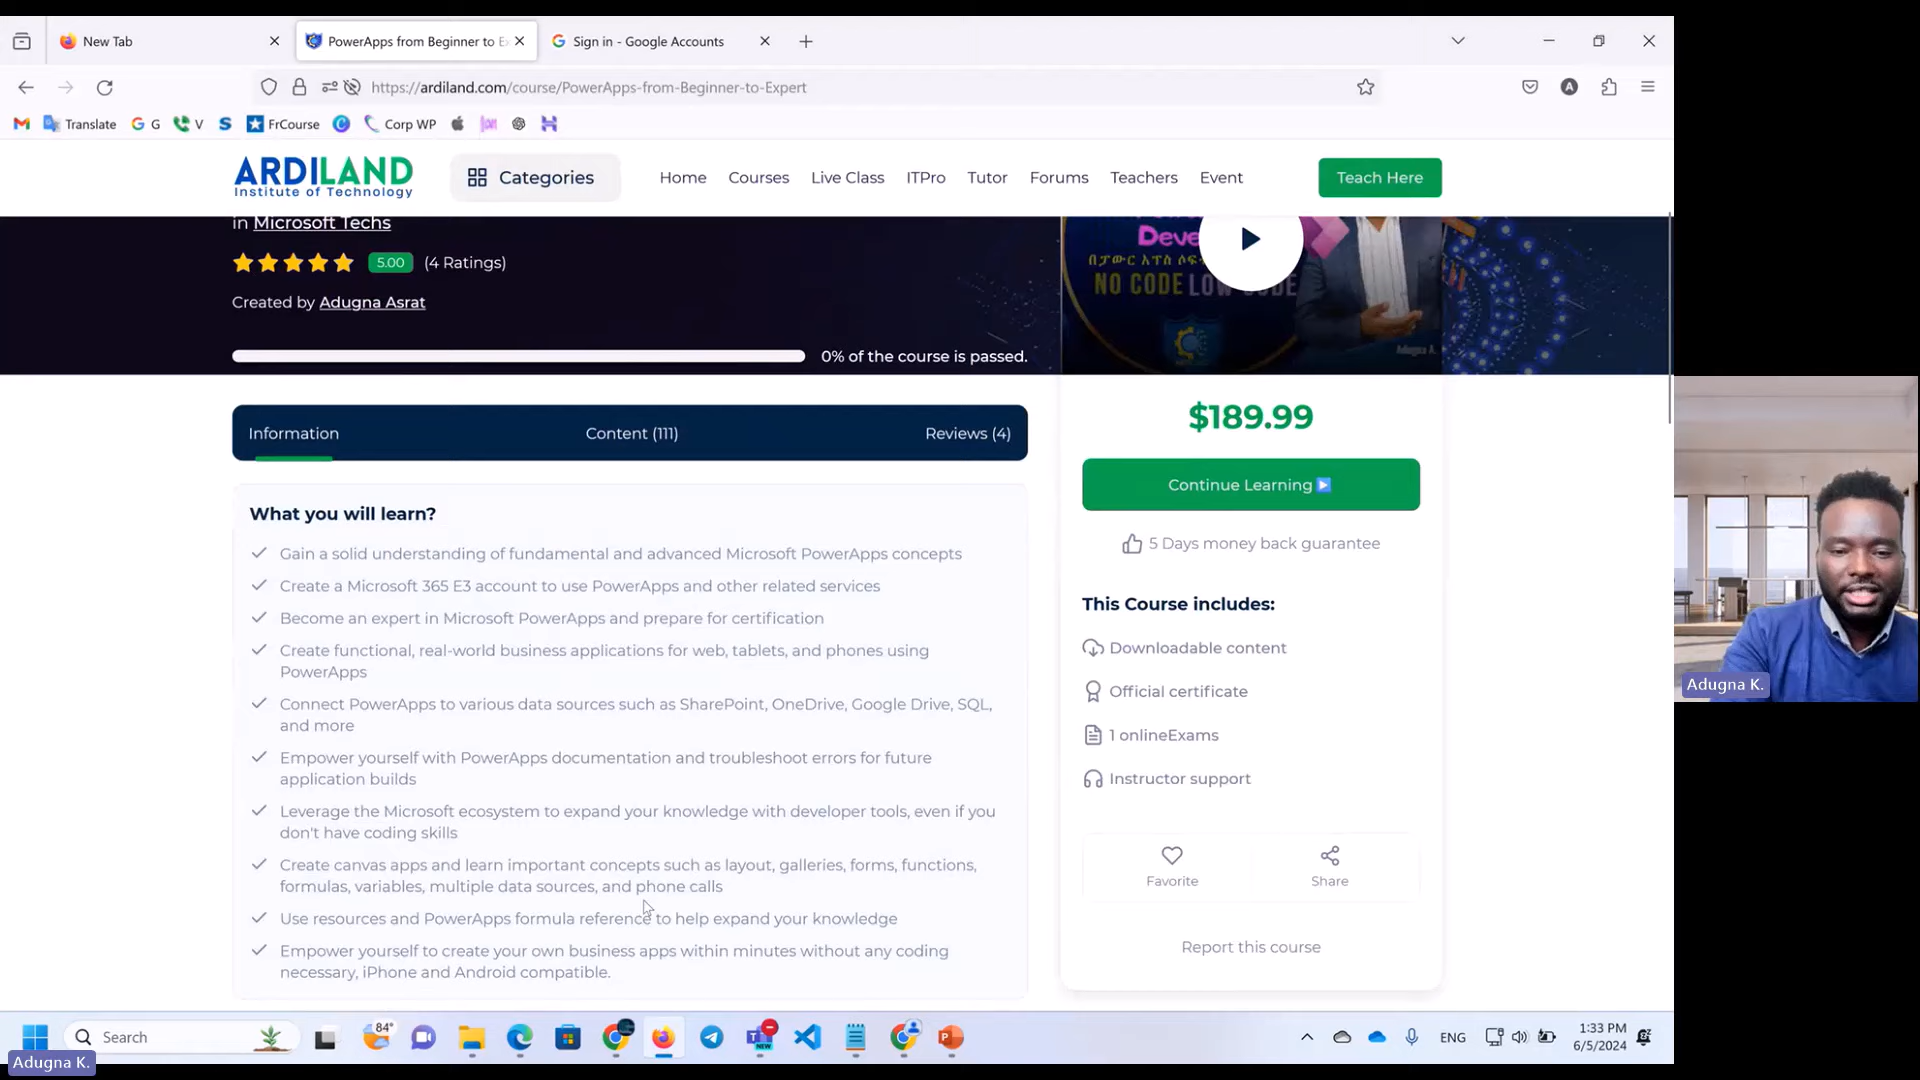 New Tab
PowerApps from Beginner to E
Sign in - Google Accounts
https://ardiland.com/course/PowerApps-from-Beginner-to-Expert
Translate
G
V
FrCourse
Corp WP
ARDILAND
Institute of Technology
Categories
Home
Courses
Live Class
ITPro
Tutor
Forums
Teachers
Event
Teach Here
in Microsoft Techs
5.00
(4 Ratings)
Created by Adugna Asrat
0% of the course is passed.
NO CODE LOW CODE
Adugna A.
Information
Content (111)
Reviews (4)
What you will learn?
Gain a solid understanding of fundamental and advanced Microsoft PowerApps concepts
Create a Microsoft 365 E3 account to use PowerApps and other related services
Become an expert in Microsoft PowerApps and prepare for certification
Create functional, real-world business applications for web, tablets, and phones using
PowerApps
Connect PowerApps to various data sources such as SharePoint, OneDrive, Google Drive, SQL,
and more
Empower yourself with PowerApps documentation and troubleshoot errors for future
application builds
Leverage the Microsoft ecosystem to expand your knowledge with developer tools, even if you
don't have coding skills
Create canvas apps and learn important concepts such as layout, galleries, forms, functions,
formulas, variables, multiple data sources, and phone calls
Use resources and PowerApps formula reference to help expand your knowledge
Empower yourself to create your own business apps within minutes without any coding
necessary, iPhone and Android compatible.
$189.99
Continue Learning
5 Days money back guarantee
This Course includes:
Downloadable content
Official certificate
1 onlineExams
Instructor support
Favorite
Share
Report this course
Adugna K.
Search
84°
NEW
ENG
1:33 PM
6/5/2024
Adugna K.